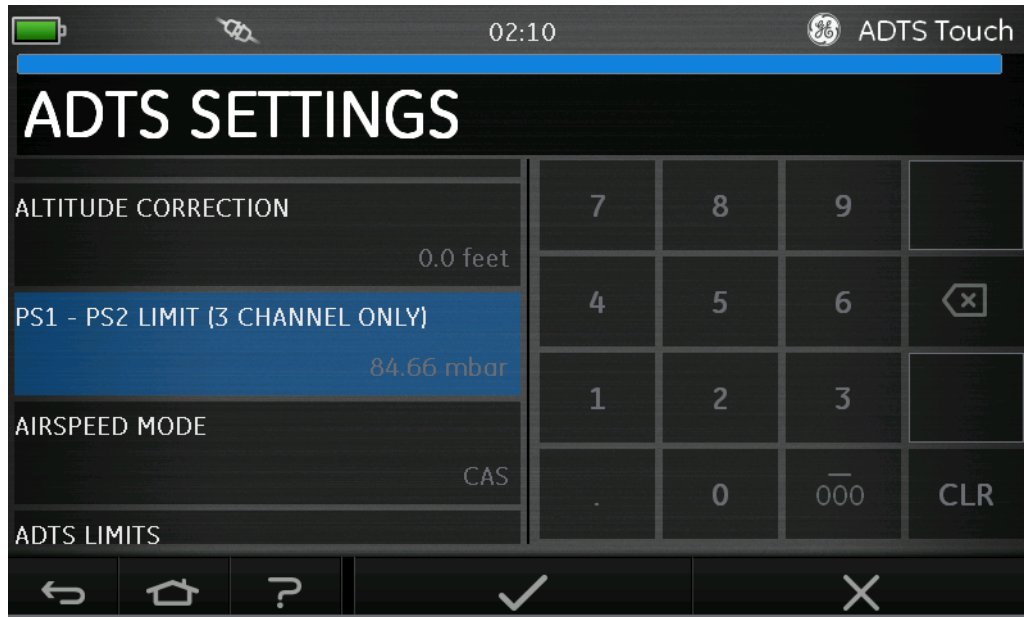 02:10
ADTS Touch
ADTS SETTINGS
ALTITUDE CORRECTION
0.0 feet
PS1 - PS2 LIMIT (3 CHANNEL ONLY)
84.66 mbar
AIRSPEED MODE
CAS
ADTS LIMITS
7 8 9
4 5 6
1 2 3
. 0 000 CLR
?